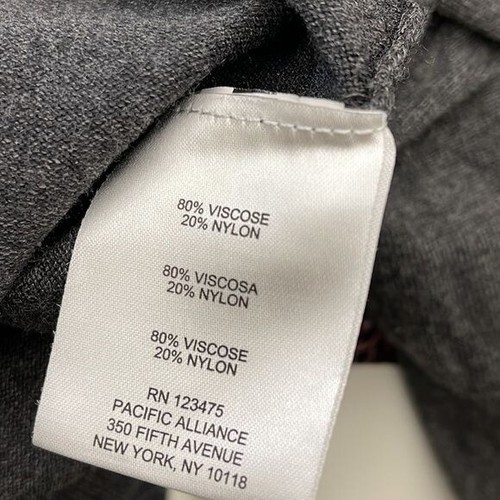 80% VISCOSE
20% NYLON
80% VISCOSA
20% NYLON
80% VISCOSE
20% NYLON
RN 123475
PACIFIC ALLIANCE
350 FIFTH AVENUE
NEW YORK, NY 10118